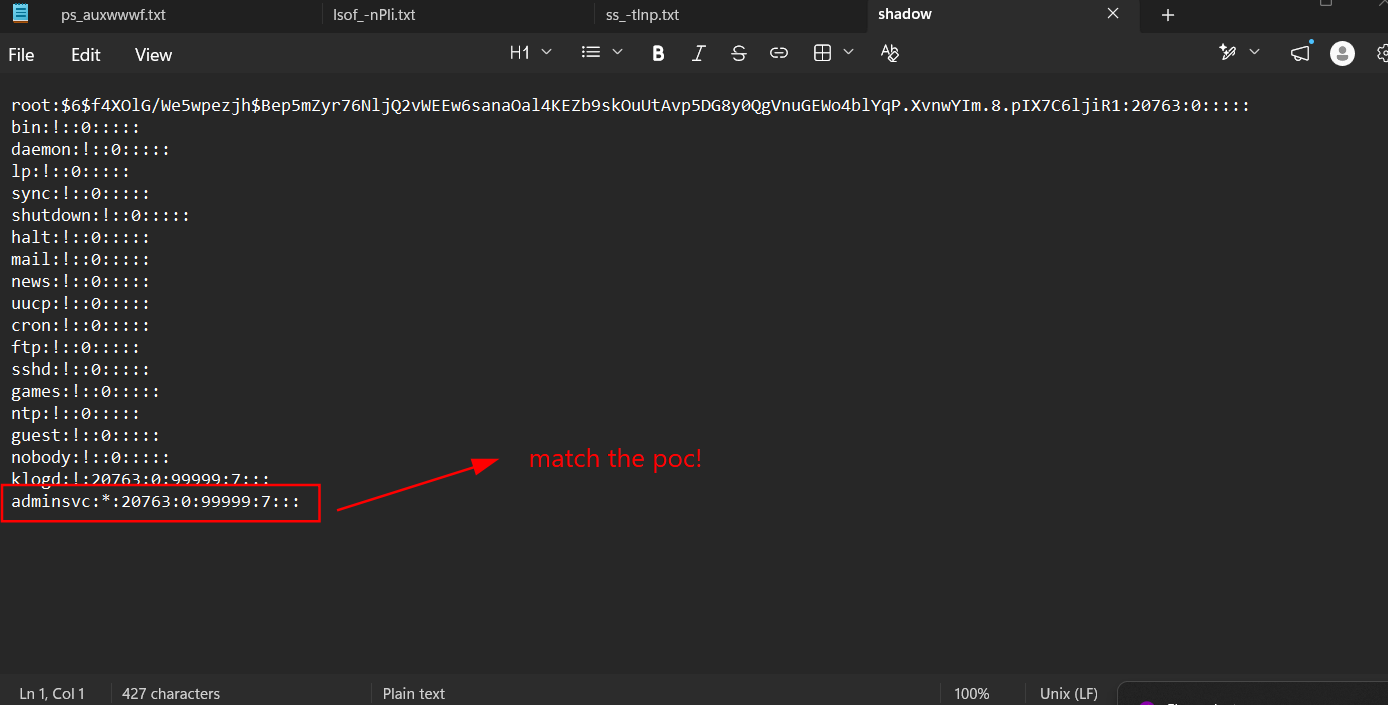 ps_auxwwwf.txt
lsof_-nPli.txt
ss_-tlnp.txt
shadow
File
Edit
View
H1
root:$6$f4XOlG/We5wpezjh$Bep5mZyr76NljQ2vWEEw6sanaOal4KEZb9skOuUtAvp5DG8y0QgVnuGEWo4blYqP.XvnwYIm.8.pIX7C6ljiR1:20763:0:::::
bin:!::0:::::
daemon:!::0:::::
lp:!::0:::::
sync:!::0:::::
shutdown:!::0:::::
halt:!::0:::::
mail:!::0:::::
news:!::0:::::
uucp:!::0:::::
cron:!::0:::::
ftp:!::0:::::
sshd:!::0:::::
games:!::0:::::
ntp:!::0:::::
guest:!::0:::::
nobody:!::0:::::
klogd:!:20763:0:99999:7:::
adminsvc:*:20763:0:99999:7:::
match the poc!
Ln 1, Col 1
427 characters
Plain text
100%
Unix (LF)